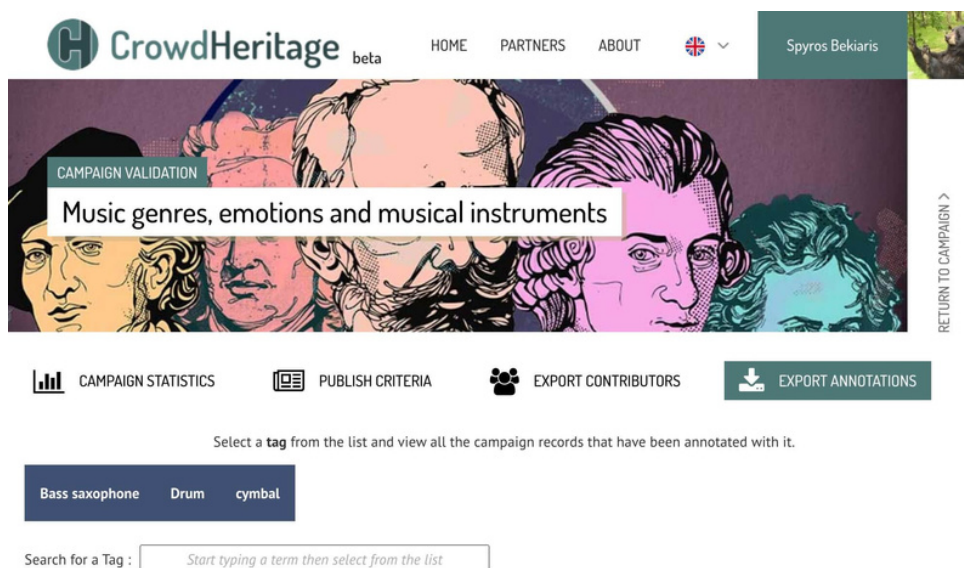 CrowdHeritage beta HOME PARTNERS ABOUT Spyros Bekiaris
CAMPAIGN VALIDATION
Music genres, emotions and musical instruments
RETURN TO CAMPAIGN >
CAMPAIGN STATISTICS PUBLISH CRITERIA EXPORT CONTRIBUTORS EXPORT ANNOTATIONS
Select a tag from the list and view all the campaign records that have been annotated with it.
Bass saxophone Drum cymbal
Search for a Tag : Start typing a term then select from the list